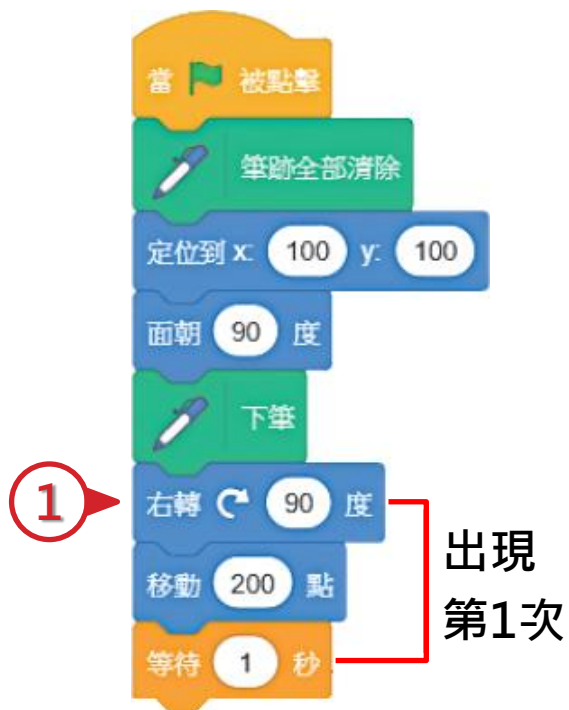 當 被點擊
筆跡全部清除
定位到 x: 100 y: 100
面朝 90 度
下筆
1 右轉 90 度
移動 200 點
等待 1 秒
出現
第1次